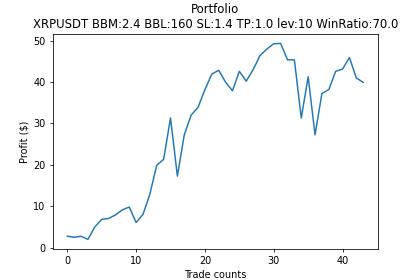 Portfolio
XRPUSDT BBM:2.4 BBL:160 SL:1.4 TP:1.0 lev:10 WinRatio:70.0
50
40
30
20
10
0
Profit ($)
0 10 20 30 40
Trade counts